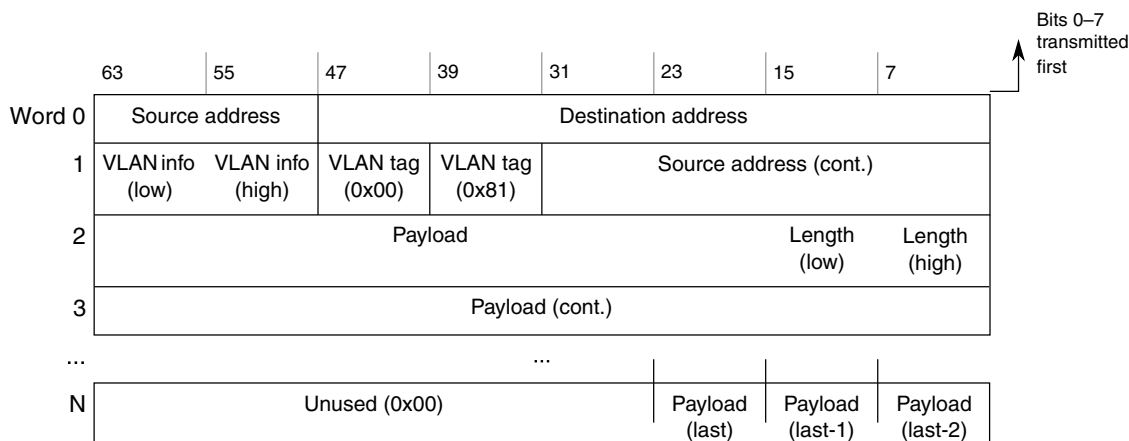 Bits 0–7
transmitted
first
63 55 47 39 31 23 15 7
Word 0 Source address Destination address
1 VLAN info VLAN info VLAN tag VLAN tag Source address (cont.)
(low) (high) (0x00) (0x81)
2 Payload Length Length
(low) (high)
3 Payload (cont.)
... ...
N Unused (0x00) Payload Payload Payload
(last) (last-1) (last-2)